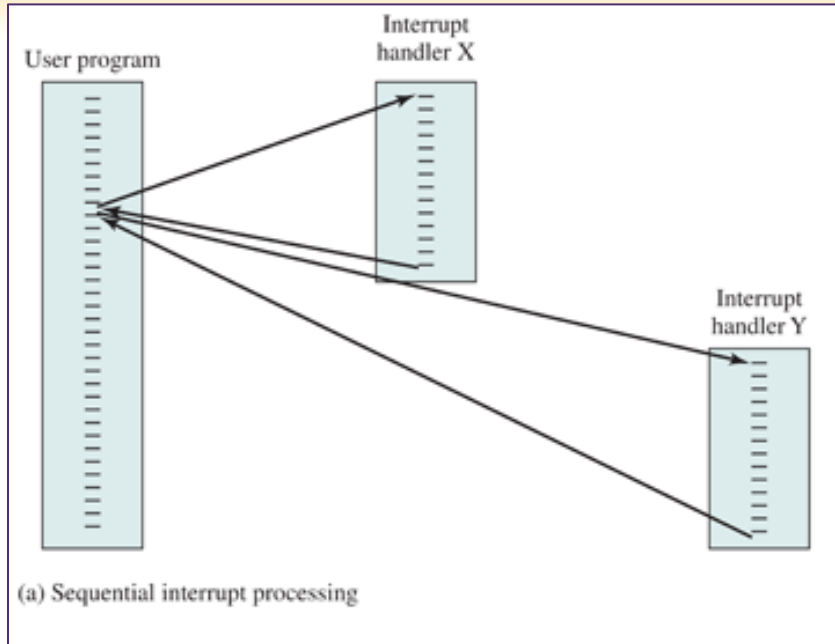 User program
Interrupt
handler X
Interrupt
handler Y
(a) Sequential interrupt processing